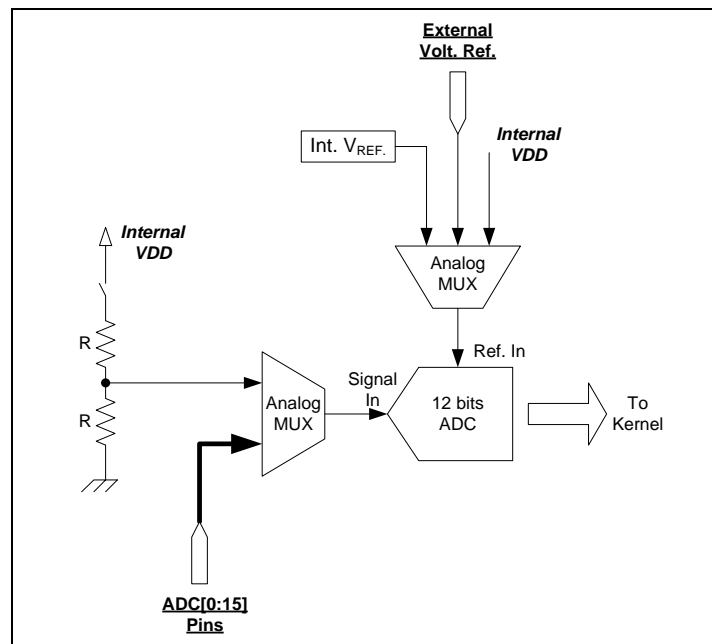 External
Volt. Ref.
Internal
VDD
Int. VREF.
Internal
VDD
Analog
MUX
R
Ref. In
Signal
In
Analog
MUX
12 bits
ADC
To
Kernel
R
ADC[0:15]
Pins